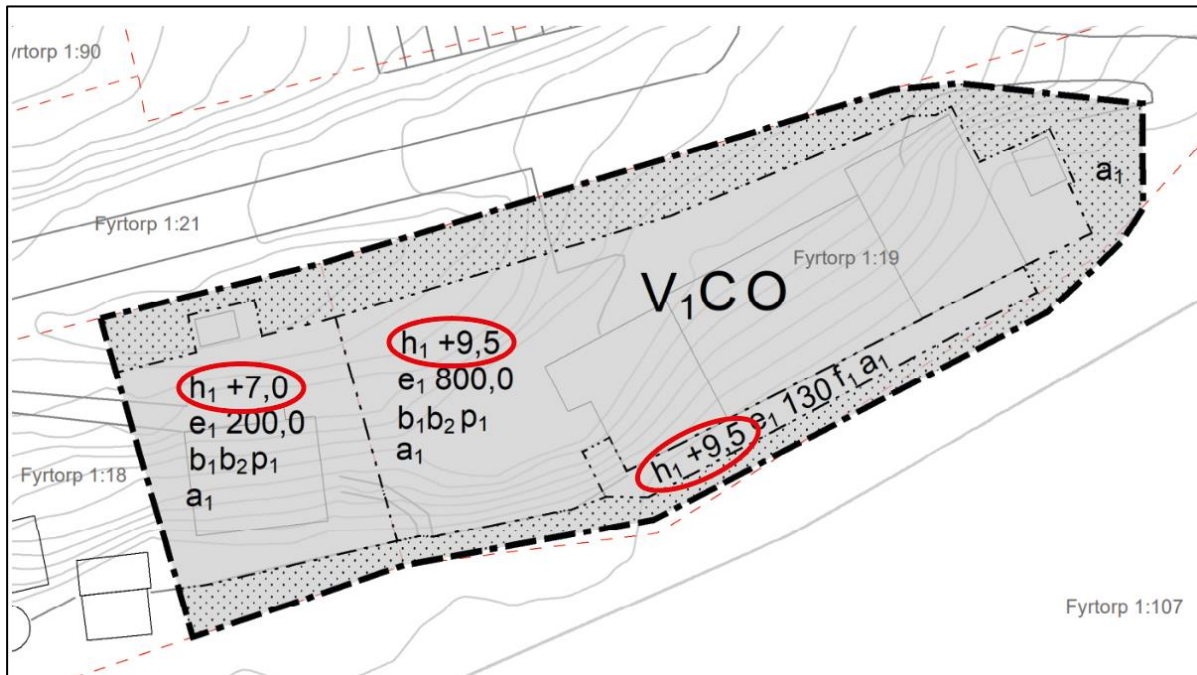 yrtorp 1:90
Fyrtorp 1:21
a₁
Fyrtorp 1:19
V₁CO
h₁ +9,5
e₁ 800,0
b₁b₂p₁
a₁
h₁ +7,0
e₁ 200,0
b₁b₂p₁
a₁
h₁ +9,5 e₁ 130 f₁ a₁
Fyrtorp 1:18
Fyrtorp 1:107